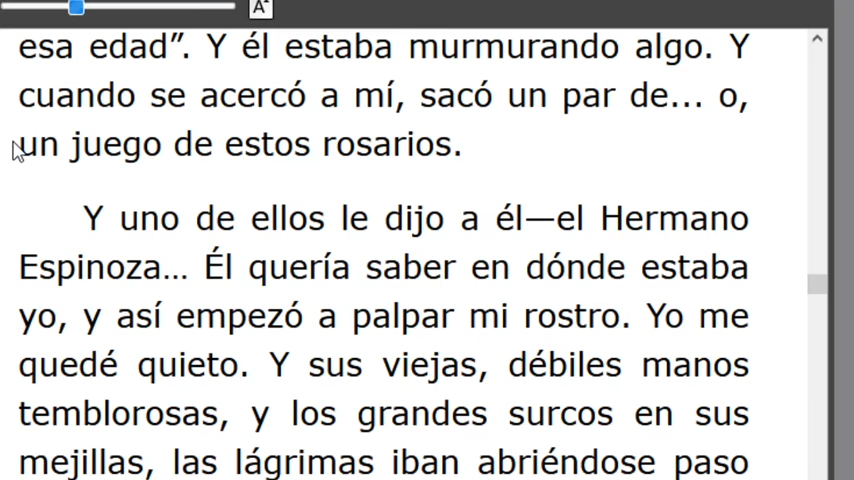 A
esa edad”. Y él estaba murmurando algo. Y
cuando se acercó a mí, sacó un par de... o,
un juego de estos rosarios.
Y uno de ellos le dijo a él—el Hermano
Espinoza... Él quería saber en dónde estaba
yo, y así empezó a palpar mi rostro. Yo me
quedé quieto. Y sus viejas, débiles manos
temblorosas, y los grandes surcos en sus
mejillas, las lágrimas iban abriéndose paso